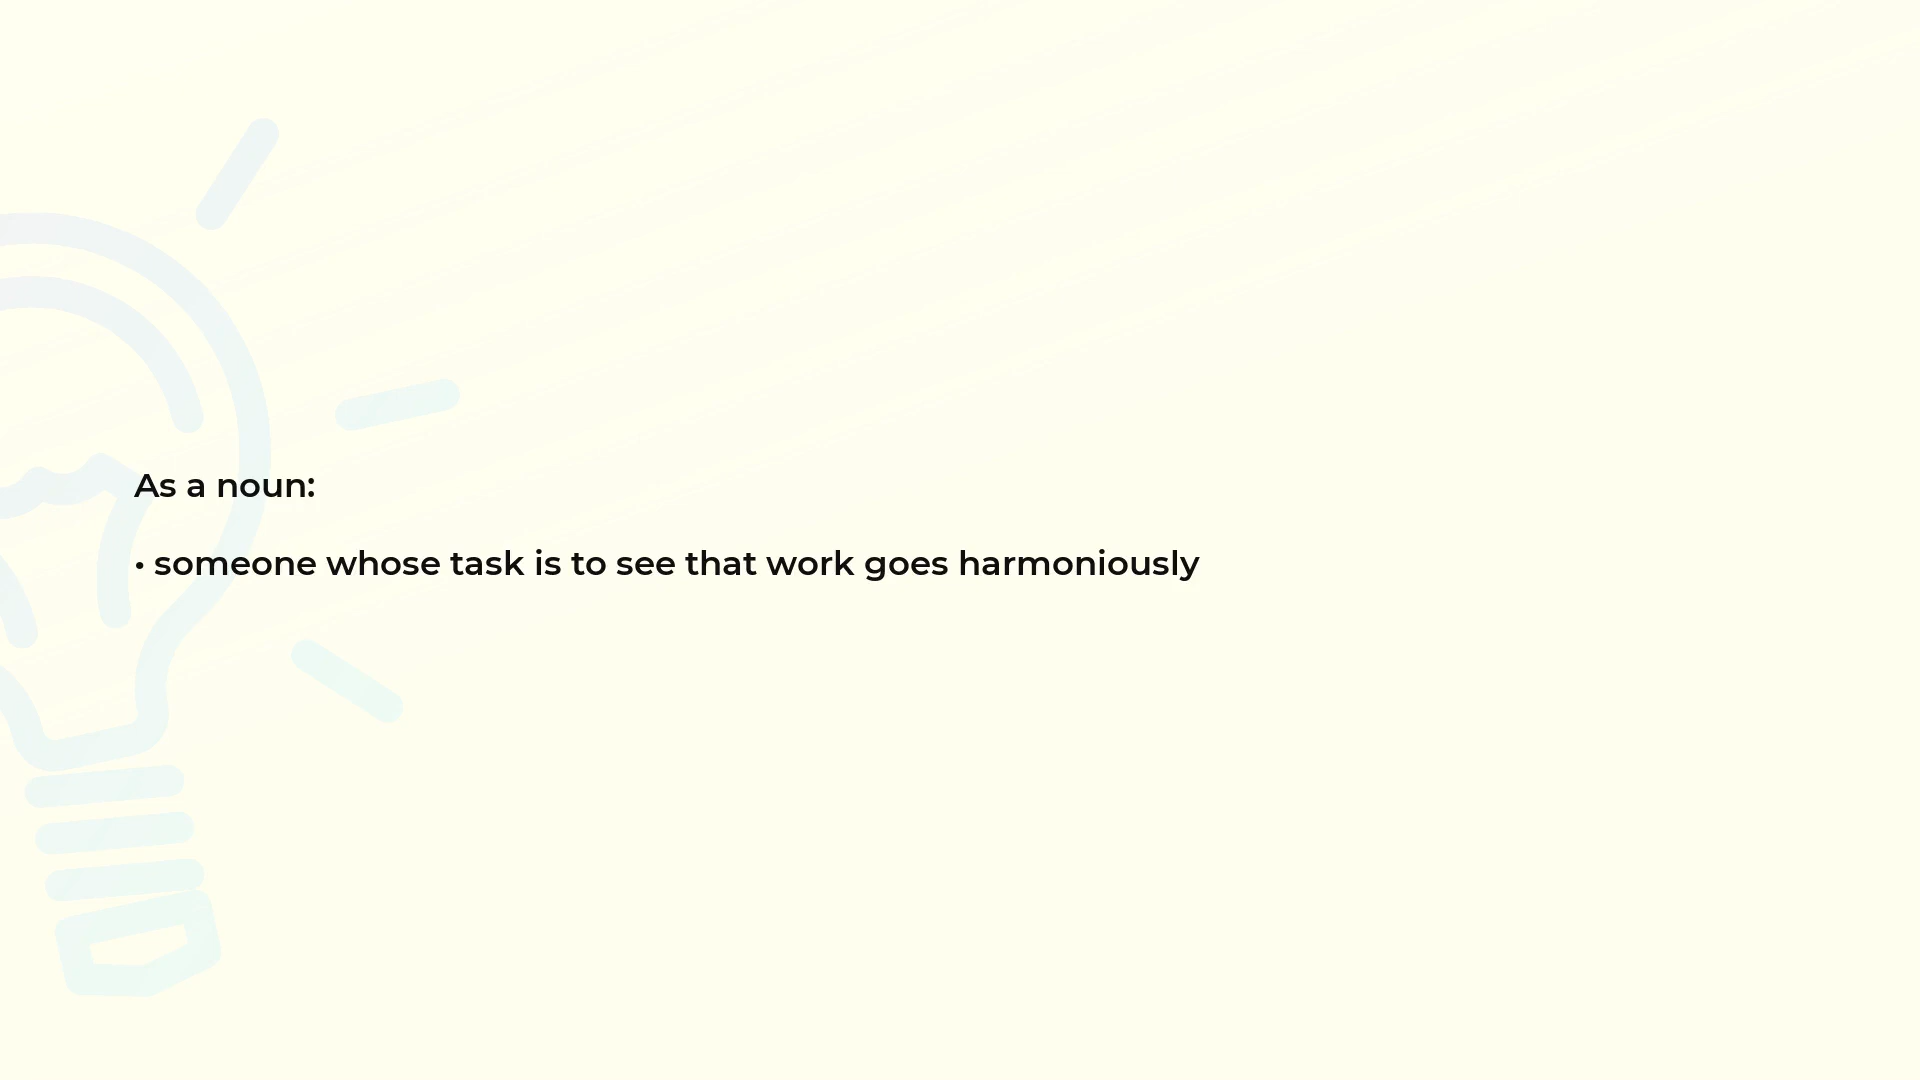 As a noun:
• someone whose task is to see that work goes harmoniously